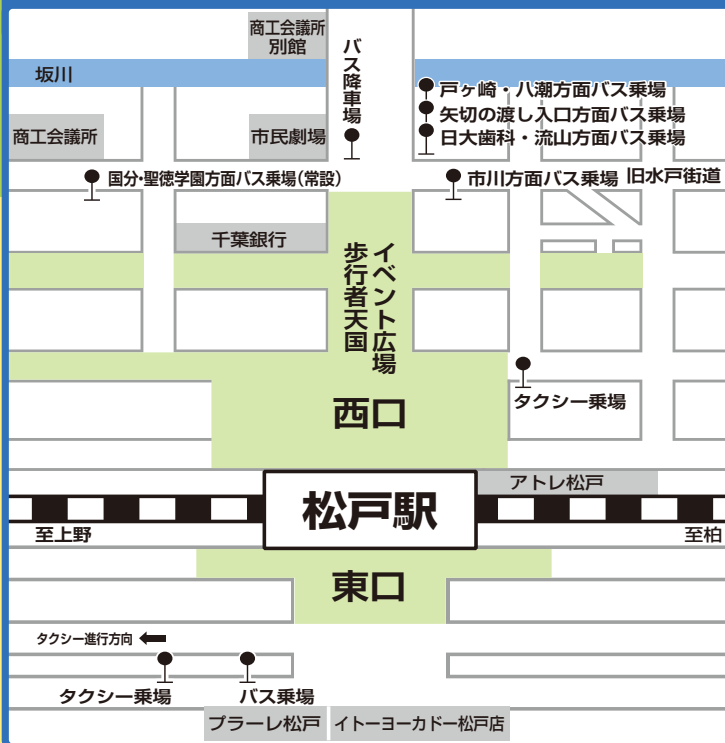 商工会議所
別館
バス降車場
坂川
戸ヶ崎・八潮方面バス乗場
矢切の渡し入口方面バス乗場
日大歯科・流山方面バス乗場
商工会議所
市民劇場
国分・聖徳学園方面バス乗場(常設)
市川方面バス乗場
旧水戸街道
千葉銀行
イベント広場
歩行者天国
タクシー乗場
西口
アトレ松戸
松戸駅
至上野
至柏
東口
タクシー進行方向
タクシー乗場
バス乗場
プラーレ松戸
イトーヨーカドー松戸店